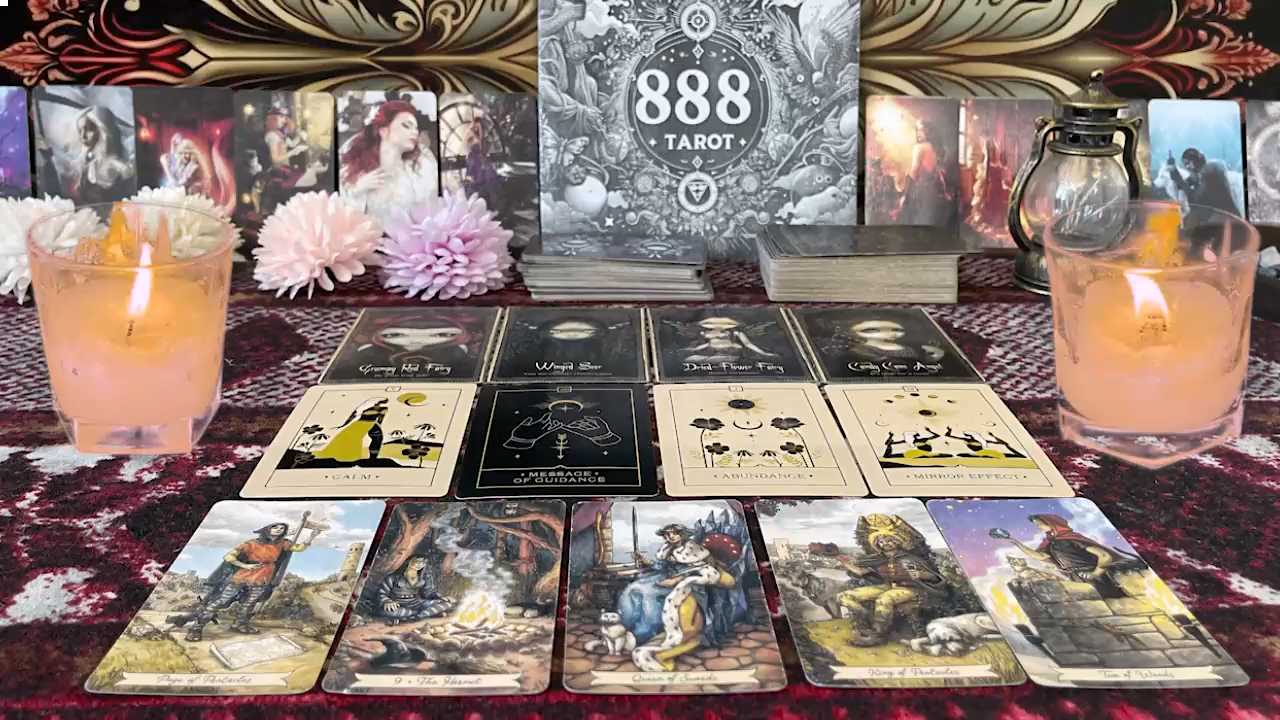 888
TAROT
Grumpy Red Fairy
Winged Seer
Dried-Flower Fairy
Candy Cane Angel
CALM
MESSAGE
OF GUIDANCE
ABUNDANCE
MIRROR EFFECT
Page of Pentacles
9 • The Hermit
Queen of Swords
King of Pentacles
Two of Wands